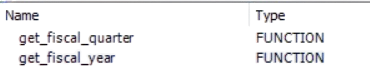 Name Type
get_fiscal_quarter FUNCTION
get_fiscal_year FUNCTION